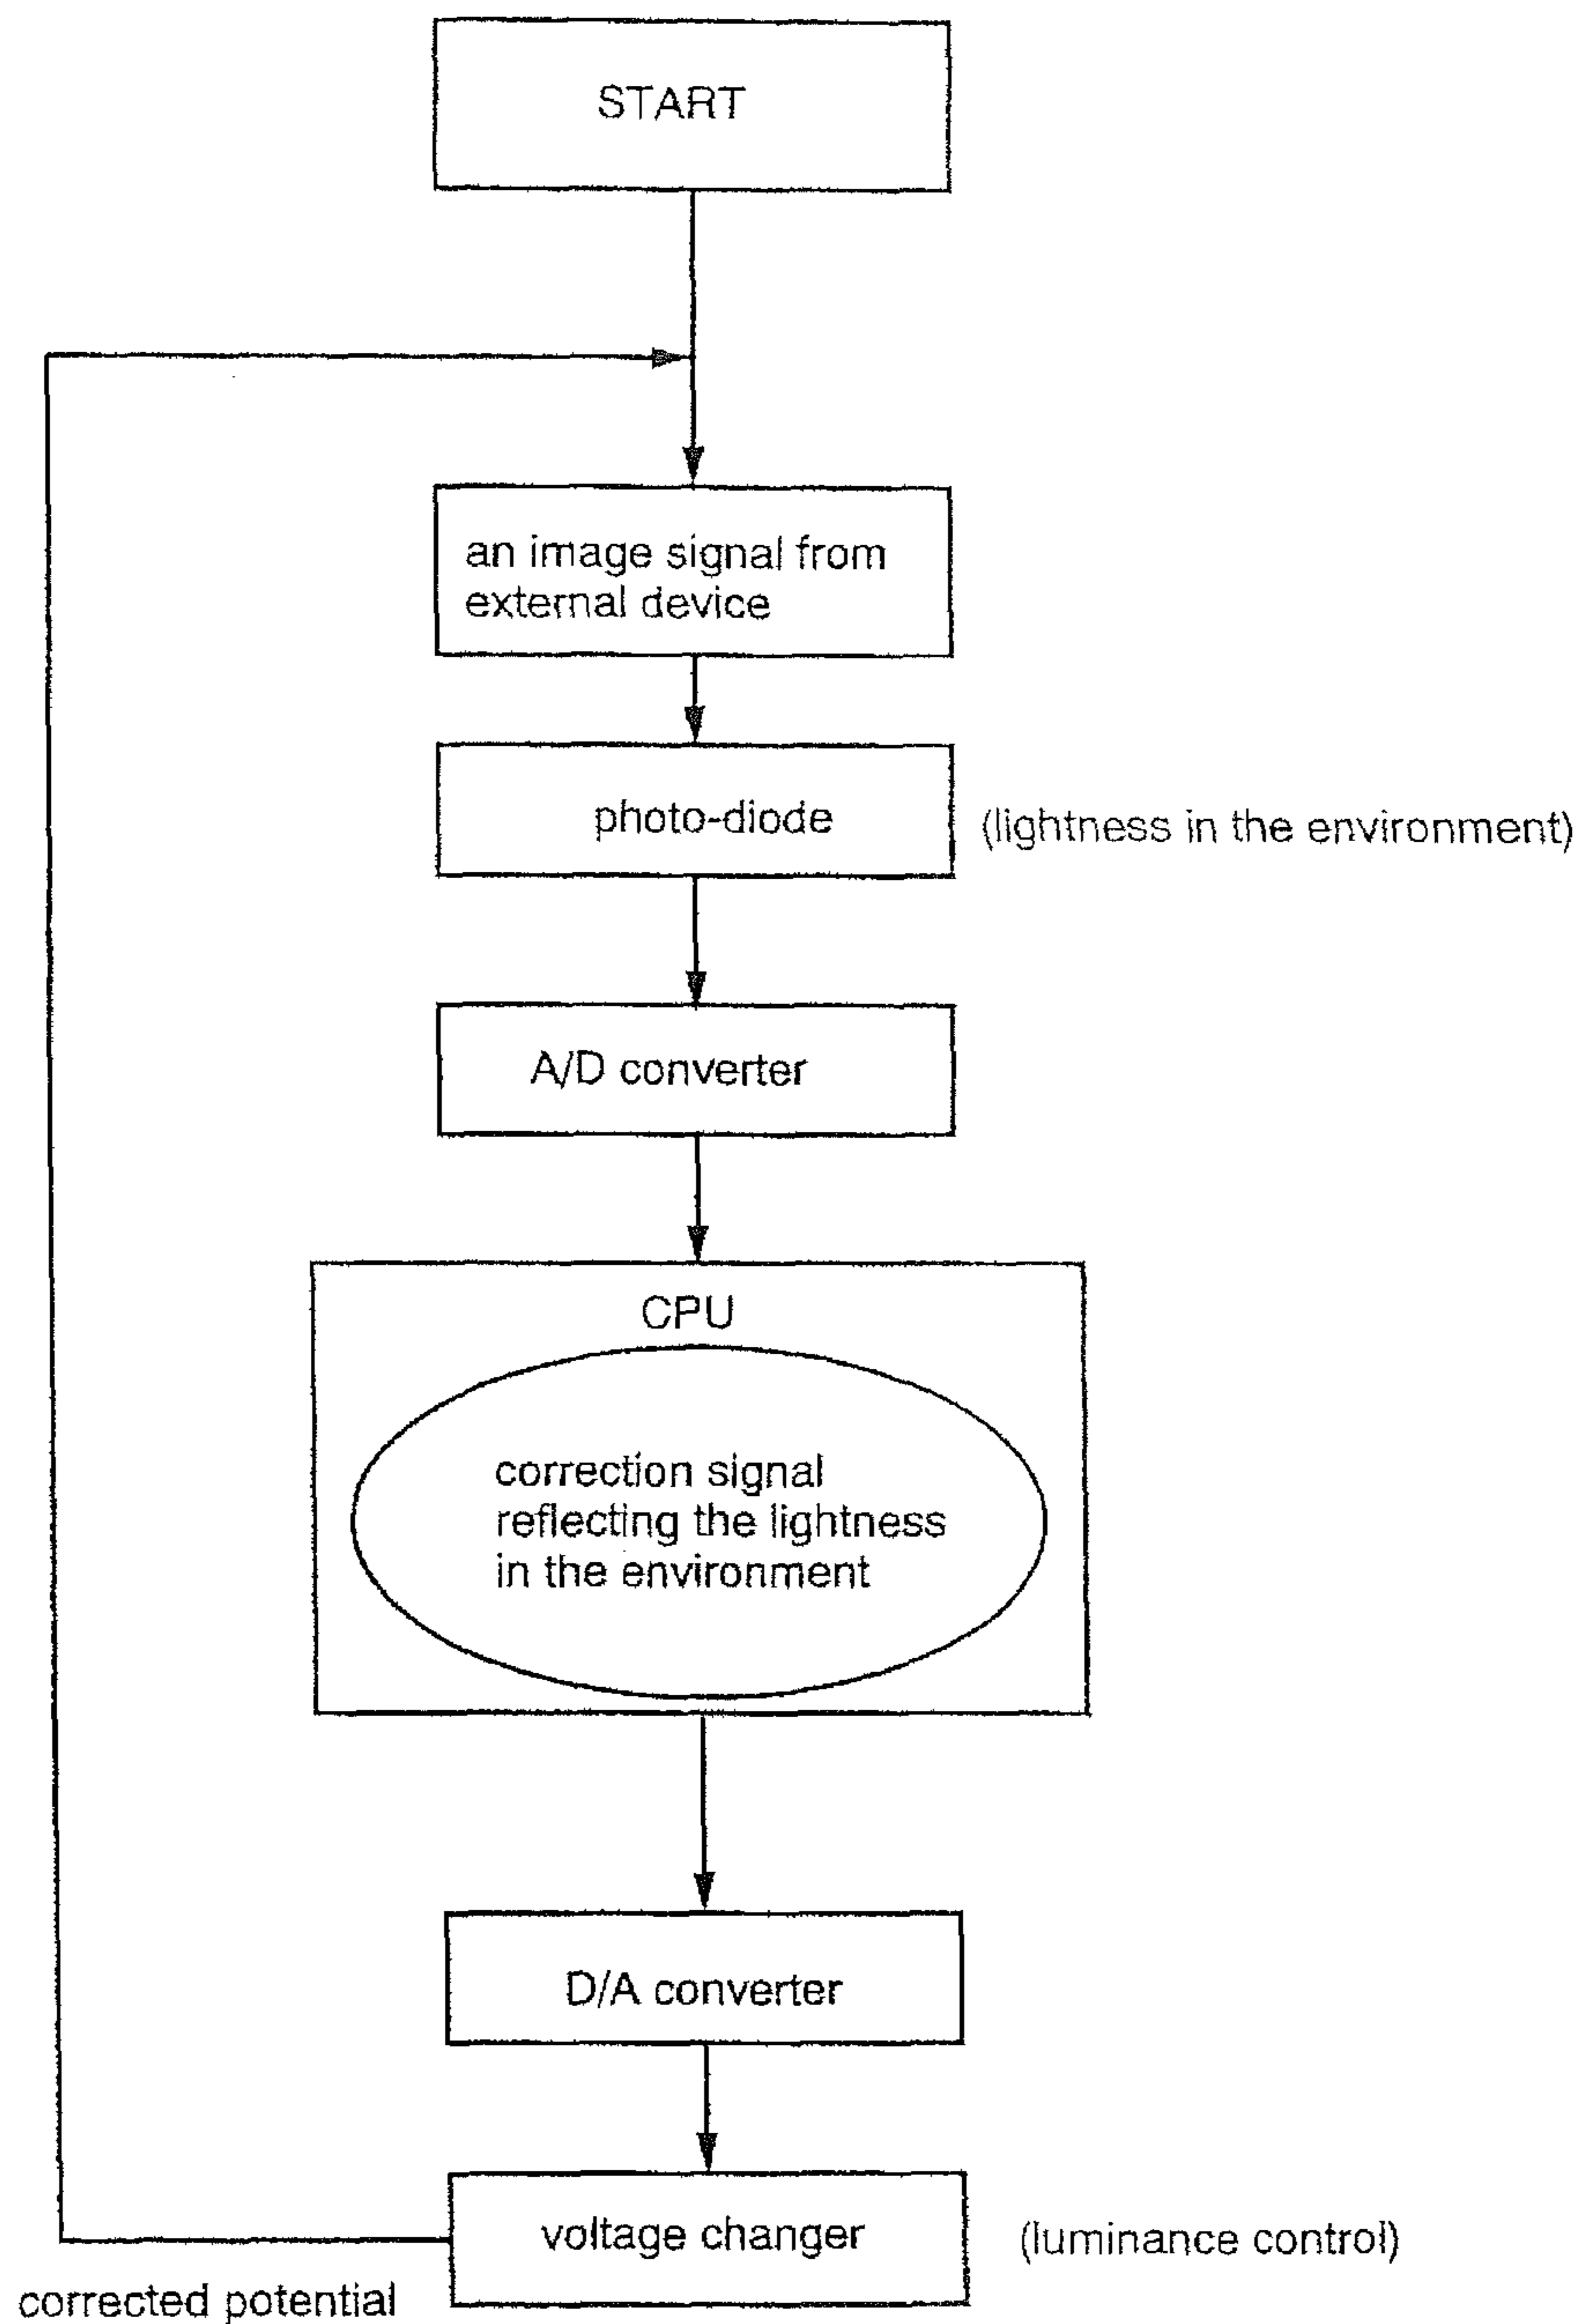 START
an image signal from
external device
photo-diode
(lightness in the environment)
A/D converter
CPU
correction signal
reflecting the lightness
in the environment
D/A converter
voltage changer
(luminance control)
corrected potential